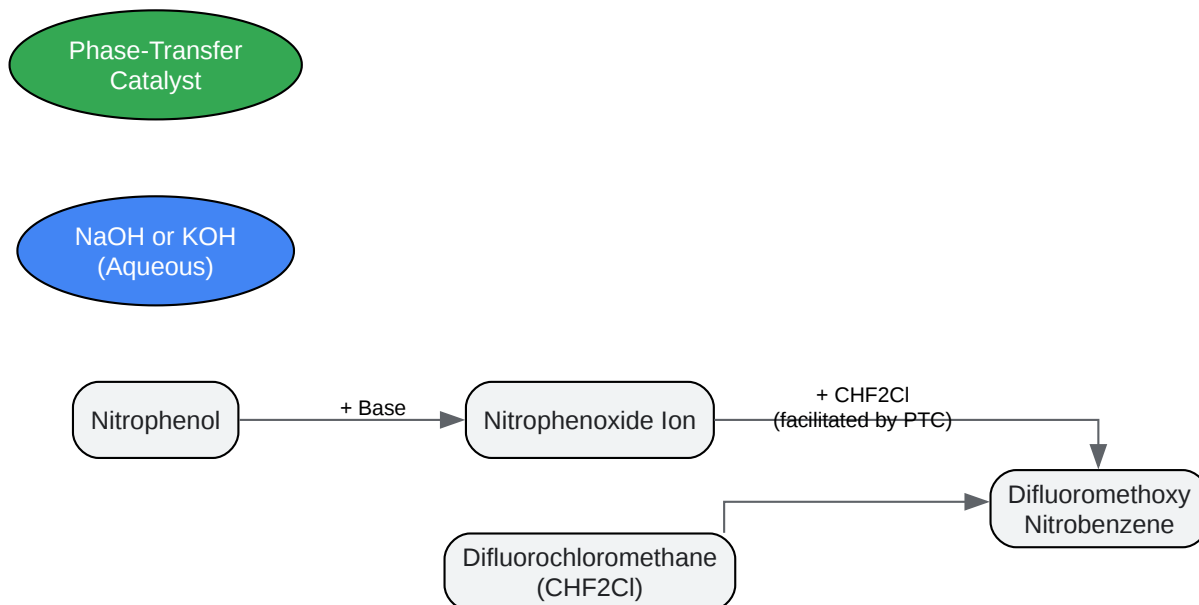 Phase-Transfer
Catalyst
NaOH or KOH
(Aqueous)
Nitrophenol
+ Base
Nitrophenoxide Ion
+ CHF2Cl
(facilitated by PTC)
Difluoromethoxy
Nitrobenzene
Difluorochloromethane
(CHF2Cl)